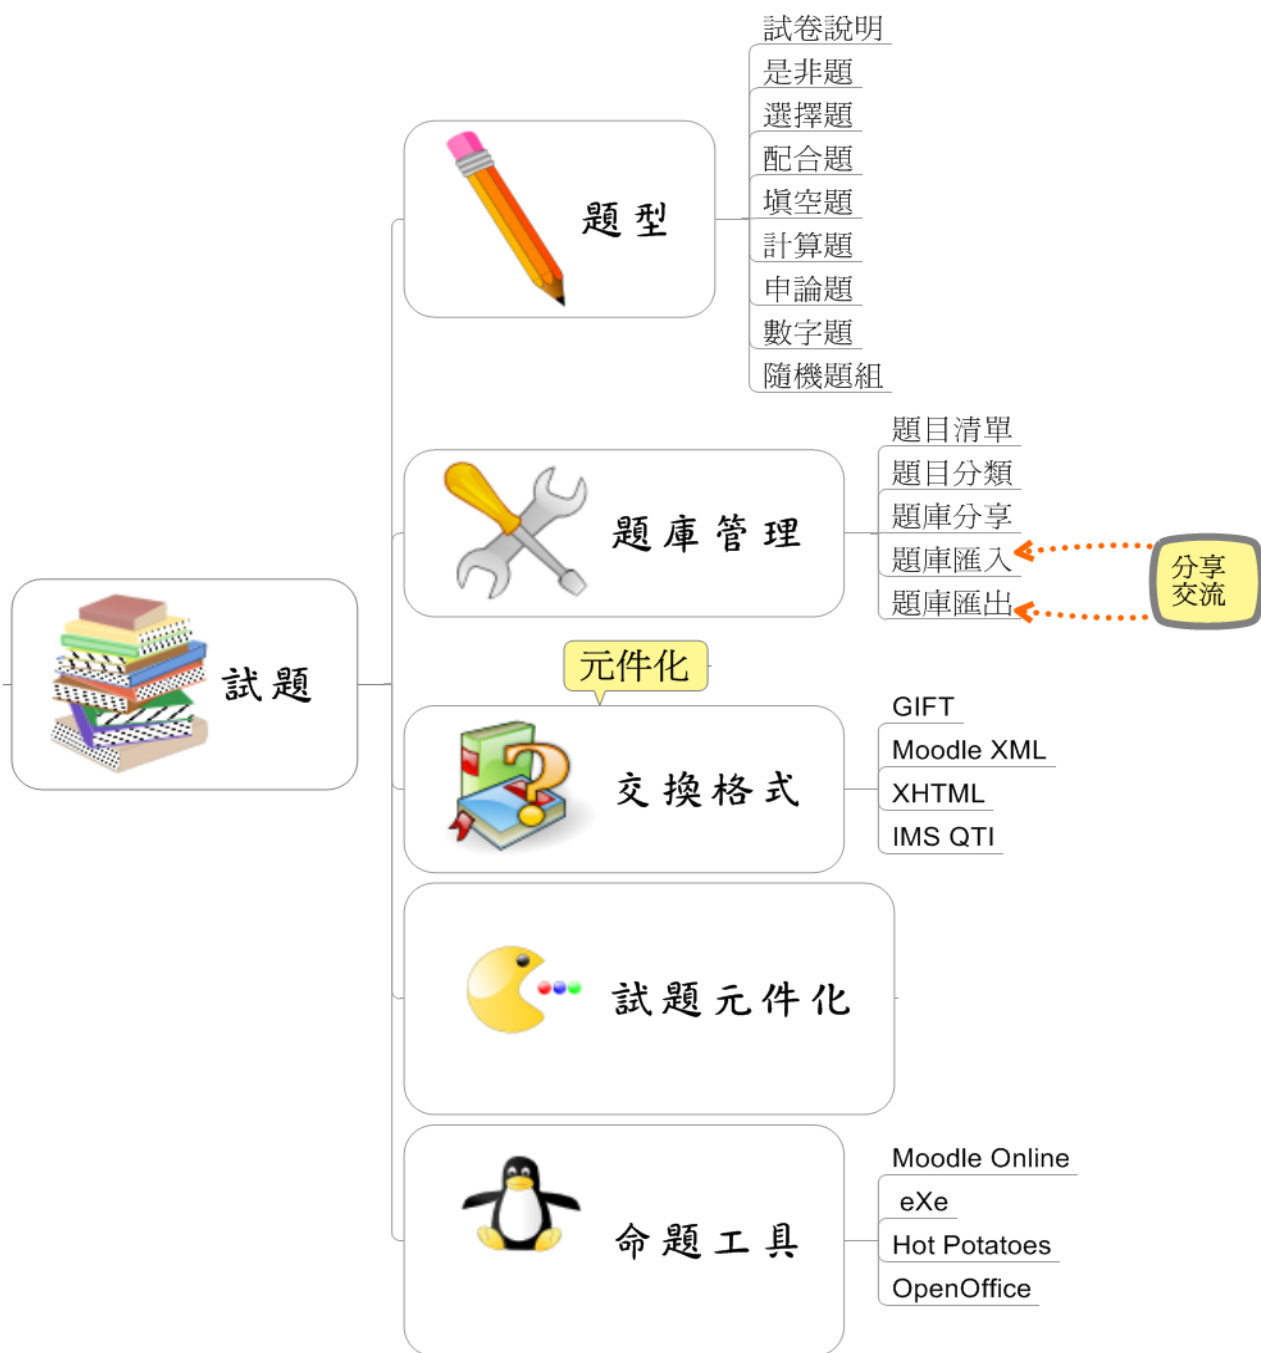 試題
題型
試卷說明
是非題
選擇題
配合題
填空題
計算題
申論題
數字題
隨機題組
題庫管理
題目清單
題目分類
題庫分享
題庫匯入
題庫匯出
分享
交流
元件化
交換格式
GIFT
Moodle XML
XHTML
IMS QTI
試題元件化
命題工具
Moodle Online
eXe
Hot Potatoes
OpenOffice